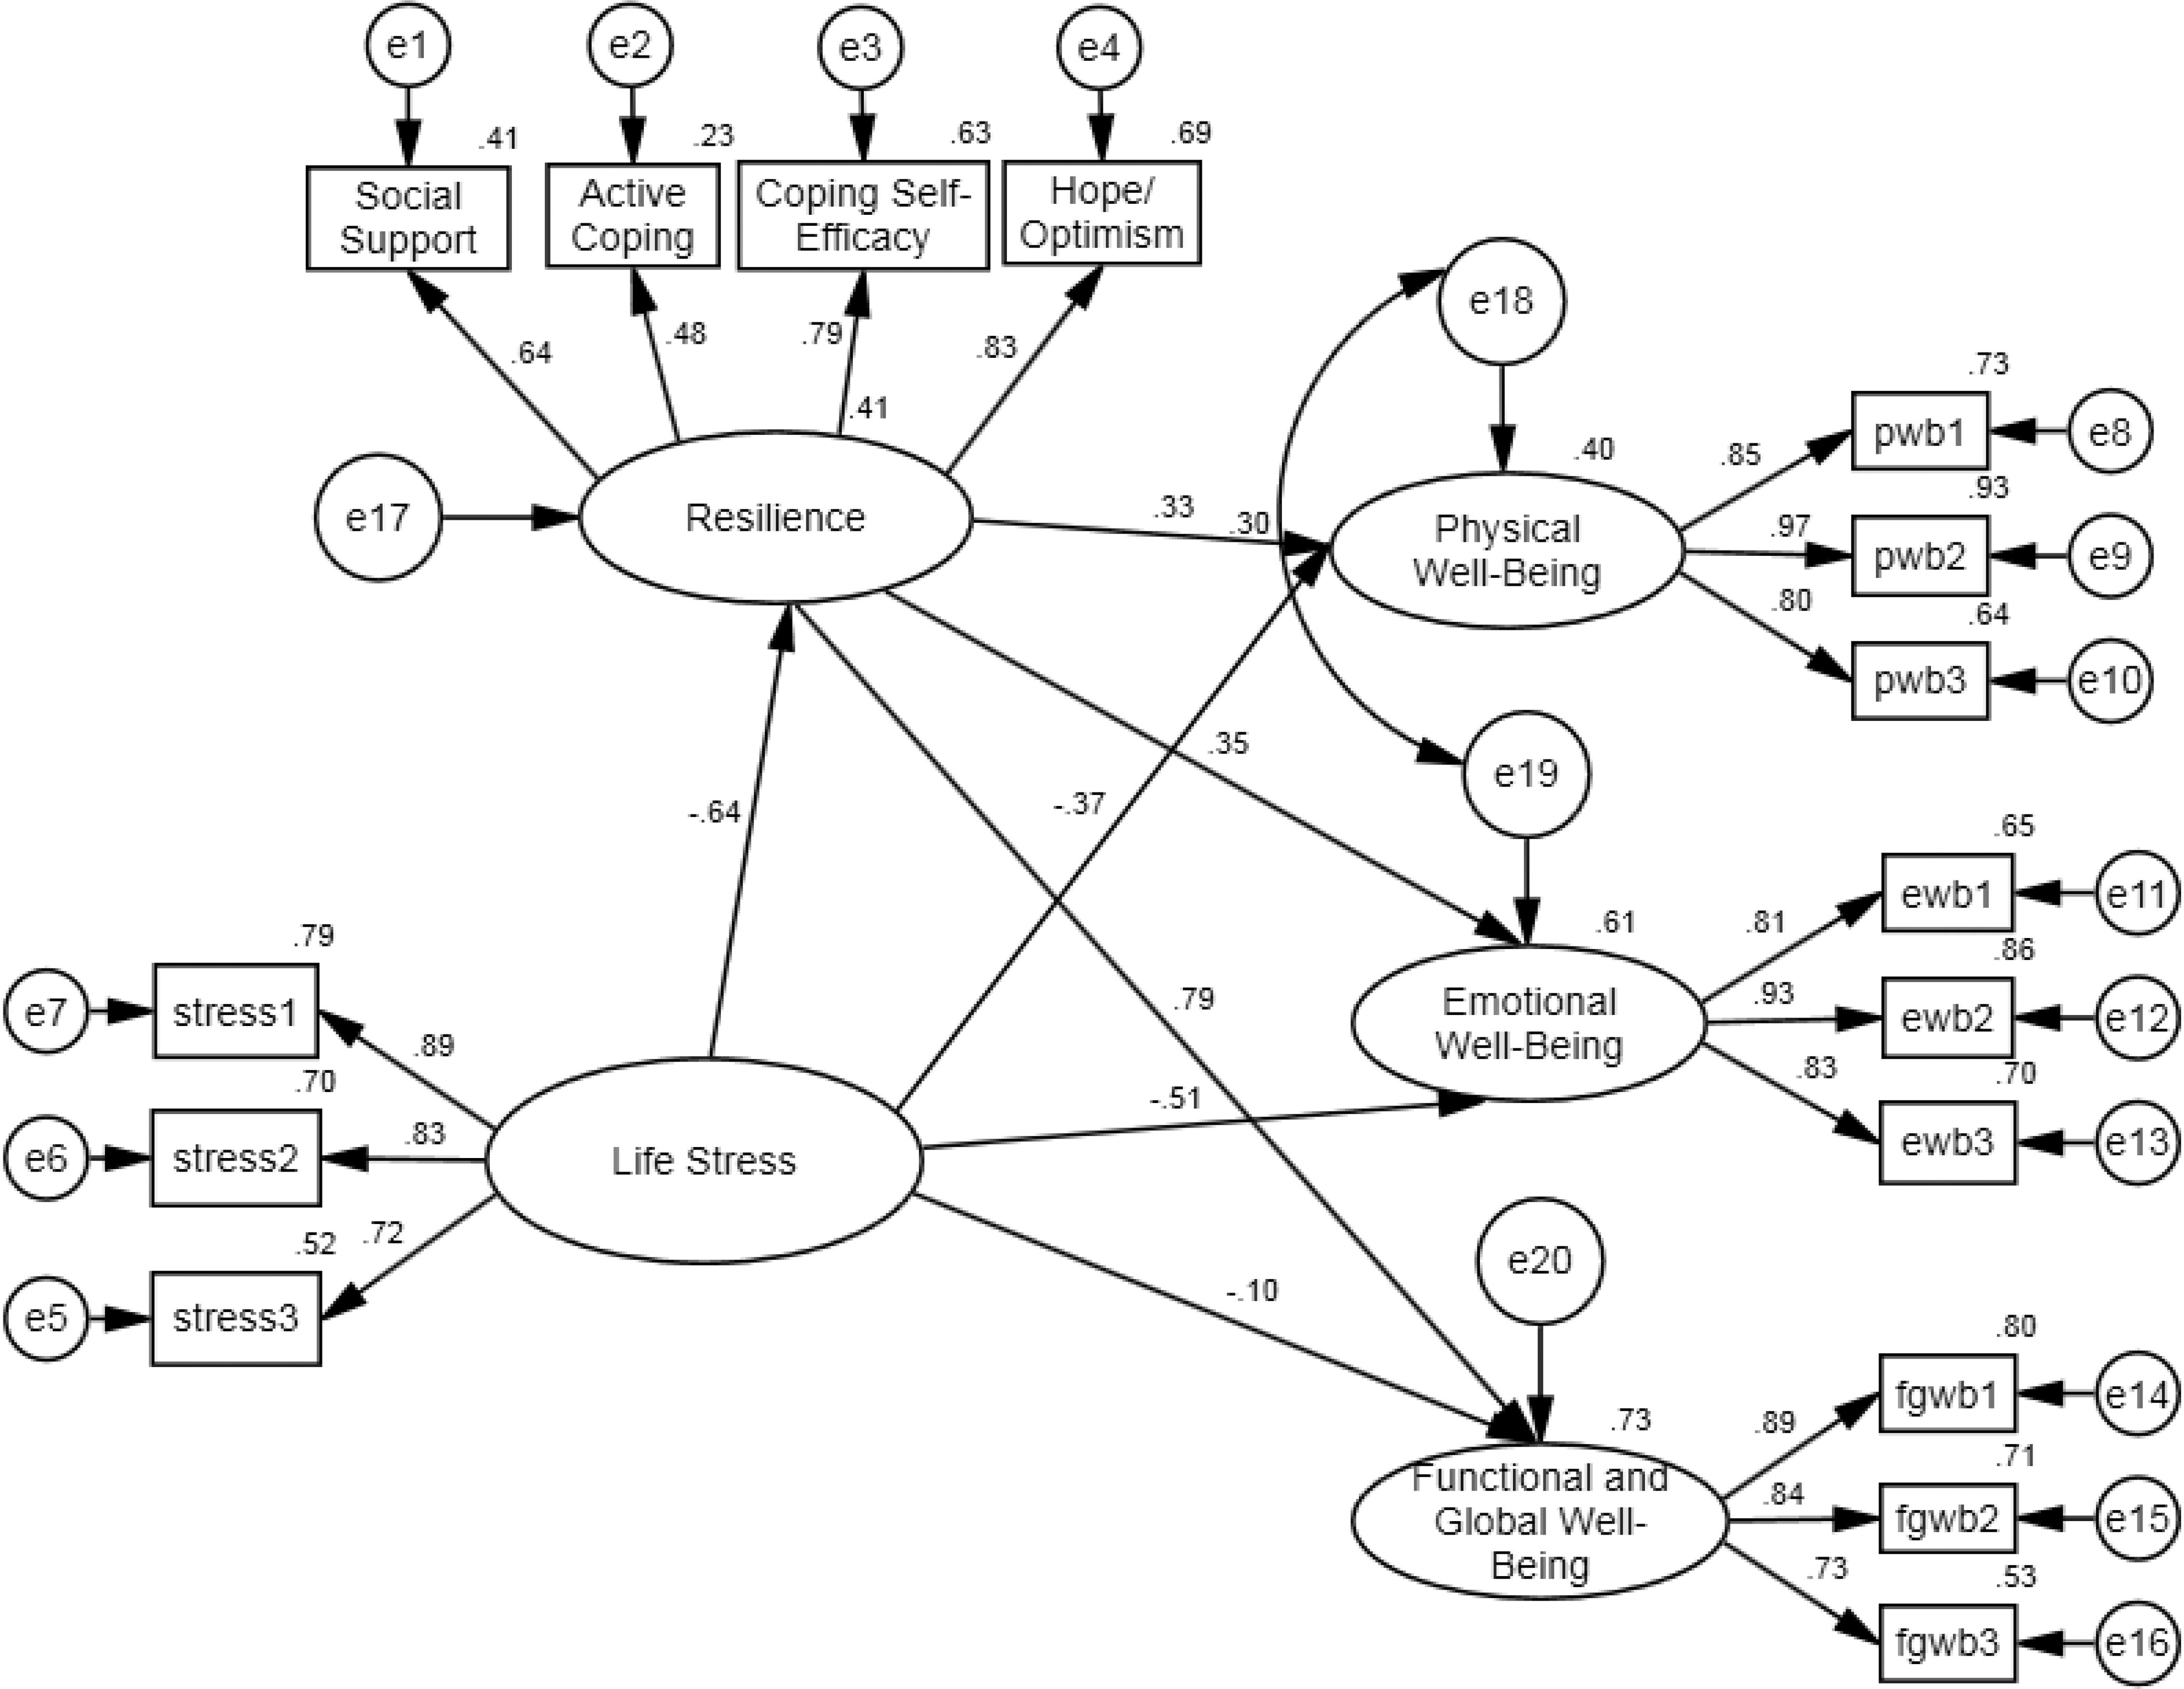 e1
e2
e3
e4
.41
.23
.63
.69
Social
Support
Active
Coping
Coping Self-
Efficacy
Hope/
Optimism
.64
.48
.79
.83
.41
e17
Resilience
.33
.30
e18
.40
Physical
Well-Being
.85
.97
.80
.73
pwb1
e8
.93
pwb2
e9
.64
pwb3
e10
-.64
-.37
.35
.79
-.51
-.10
e19
.61
Emotional
Well-Being
.81
.93
.83
.65
ewb1
e11
.86
ewb2
e12
.70
ewb3
e13
.79
e7
stress1
.89
.70
e6
stress2
.83
.52
.72
e5
stress3
Life Stress
e20
.73
Functional and
Global Well-
Being
.89
.84
.73
.80
fgwb1
e14
.71
fgwb2
e15
.53
fgwb3
e16